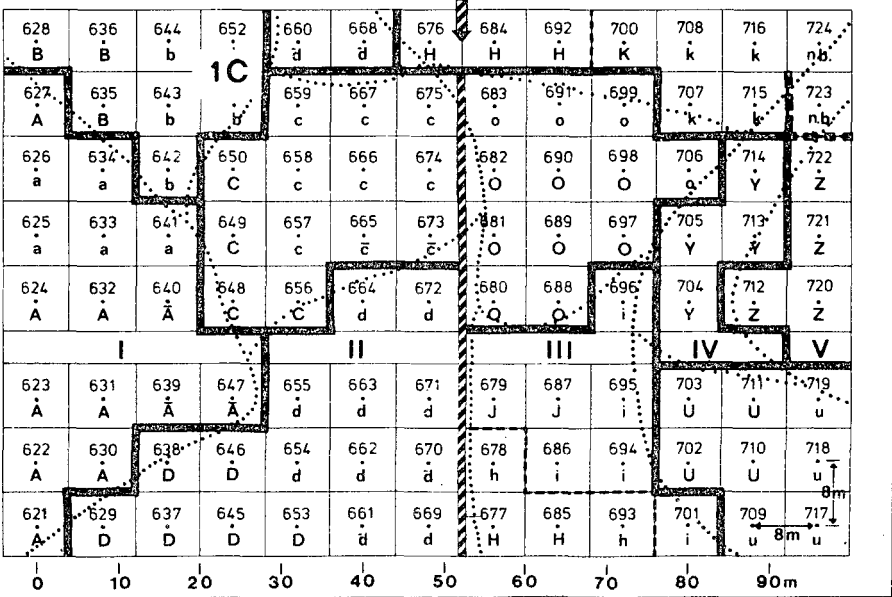 628 636 644 652 660 668 676 684 692 700 708 716 724
B B b d d H H H K k k n.b.
1C
627 635 643 659 667 675 683 691 699 707 715 723
A B b b c c c o o o k k n.b.
626 634 642 650 658 666 674 682 690 698 706 714 722
a a b C c c c O O O o Y Z
625 633 641 649 657 665 673 681 689 697 705 713 721
a a a C c c̄ c̄ O O O Y Y Z
624 632 640 648 656 664 672 680 688 696 704 712 720
A A Ā C C d d O O i Y Z Z
I II III IV V
623 631 639 647 655 663 671 679 687 695 703 711 719
A A Ā Ā d d d J J i U U u
622 630 638 646 654 662 670 678 686 694 702 710 718
A A D D d d d h i i U U u
8m
621 629 637 645 653 661 669 677 685 693 701 709 717
A D D D D d d H H h i u u
8m
0 10 20 30 40 50 60 70 80 90m